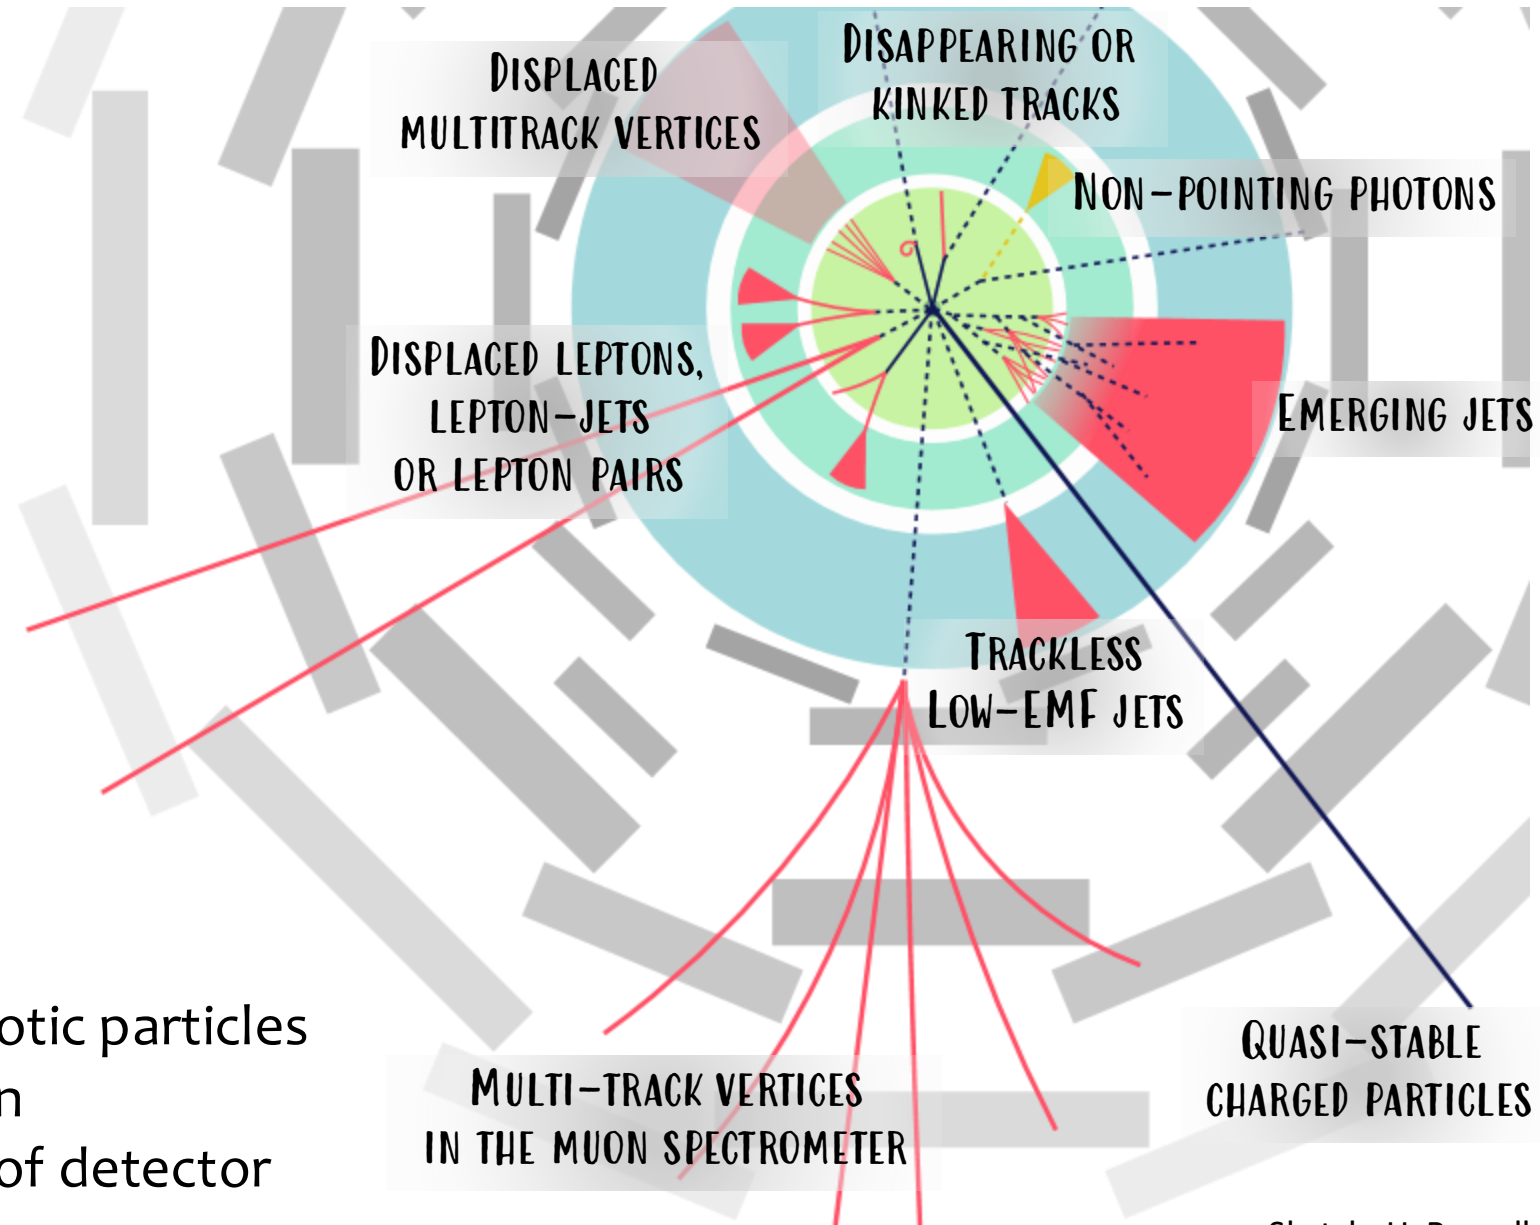 DISPLACED
MULTITRACK VERTICES
DISAPPEARING OR
KINKED TRACKS
NON-POINTING PHOTONS
DISPLACED LEPTONS,
LEPTON-JETS
OR LEPTON PAIRS
EMERGING JETS
TRACKLESS
LOW-EMF JETS
QUASI-STABLE
CHARGED PARTICLES
MULTI-TRACK VERTICES
IN THE MUON SPECTROMETER
otic particles
n
of detector